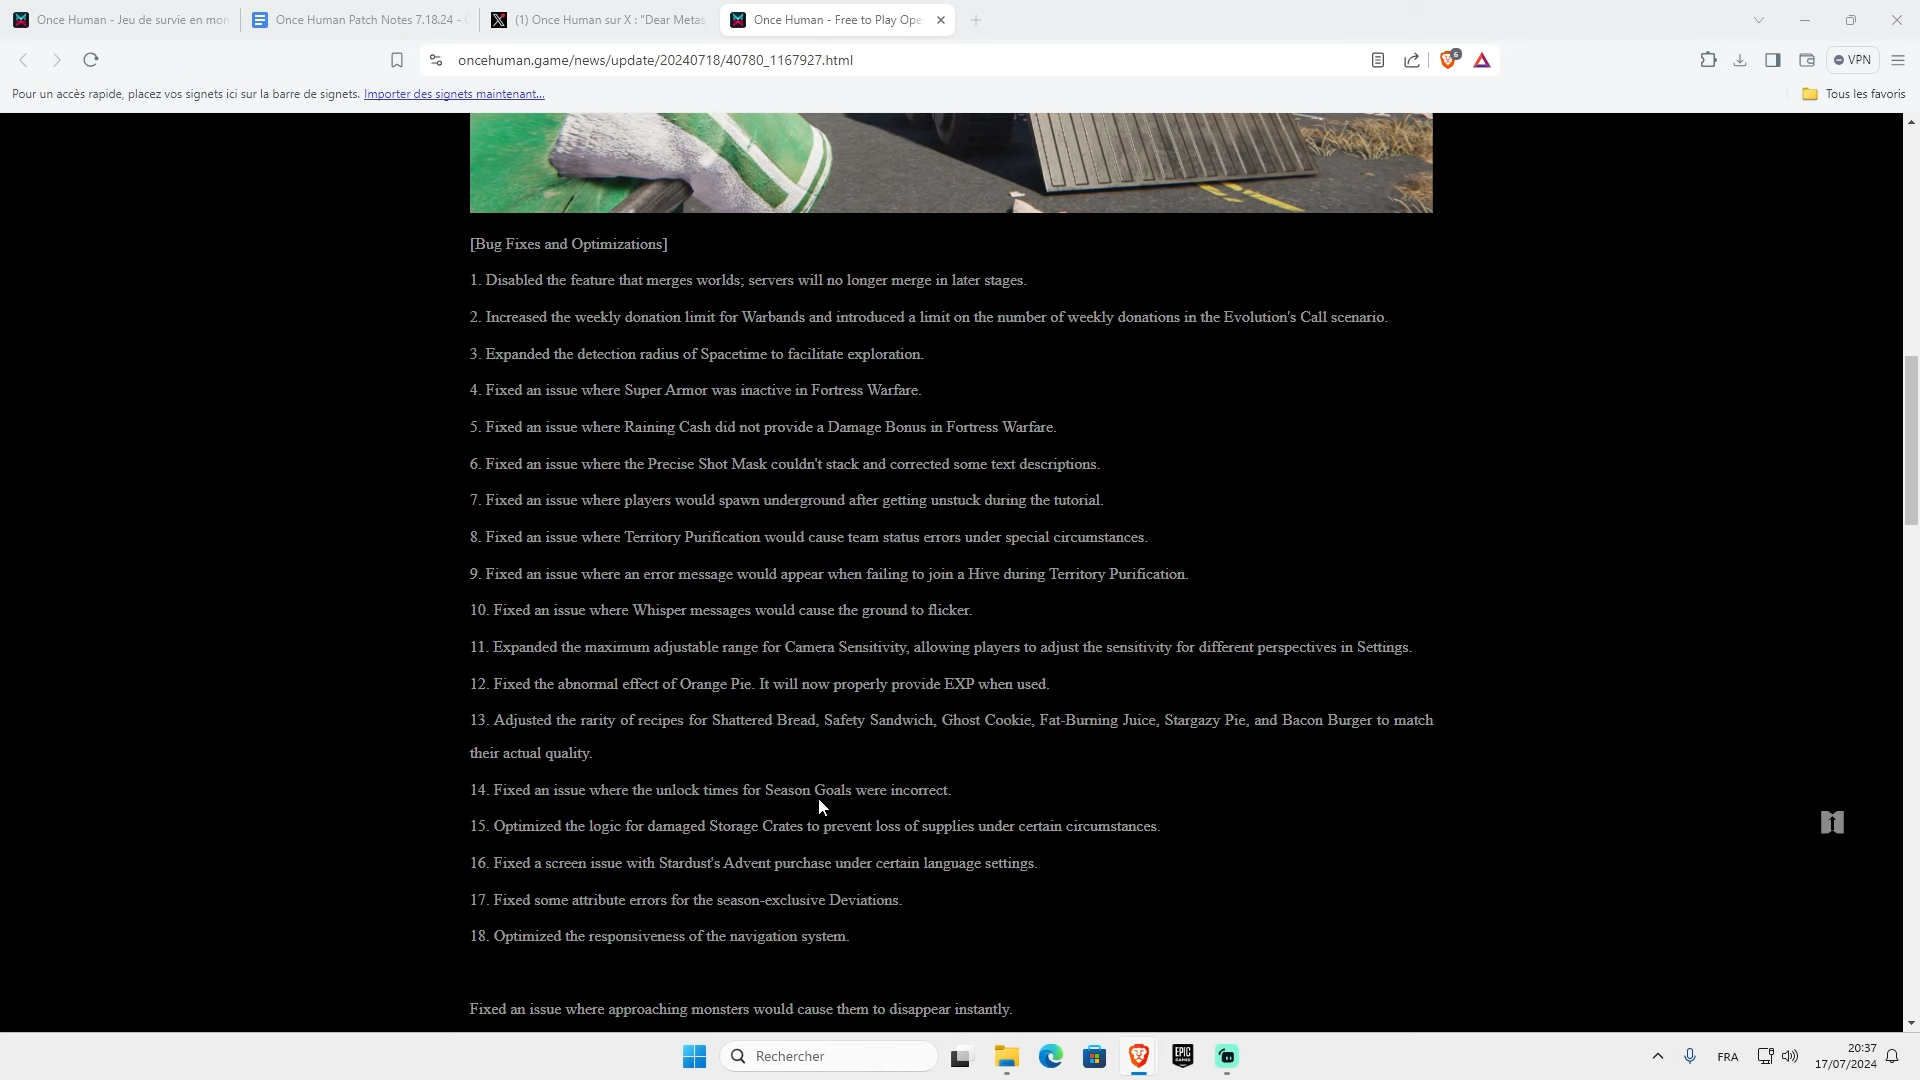 Once Human - Jeu de survie en mon
Once Human Patch Notes 7.18.24 - 
(1) Once Human sur X : "Dear Metas,
Once Human - Free to Play Ope
oncehuman.game/news/update/20240718/40780_1167927.html
6
VPN
Pour un accès rapide, placez vos signets ici sur la barre de signets. Importer des signets maintenant...
Tous les favoris
[Bug Fixes and Optimizations]
1. Disabled the feature that merges worlds; servers will no longer merge in later stages.
2. Increased the weekly donation limit for Warbands and introduced a limit on the number of weekly donations in the Evolution's Call scenario.
3. Expanded the detection radius of Spacetime to facilitate exploration.
4. Fixed an issue where Super Armor was inactive in Fortress Warfare.
5. Fixed an issue where Raining Cash did not provide a Damage Bonus in Fortress Warfare.
6. Fixed an issue where the Precise Shot Mask couldn't stack and corrected some text descriptions.
7. Fixed an issue where players would spawn underground after getting unstuck during the tutorial.
8. Fixed an issue where Territory Purification would cause team status errors under special circumstances.
9. Fixed an issue where an error message would appear when failing to join a Hive during Territory Purification.
10. Fixed an issue where Whisper messages would cause the ground to flicker.
11. Expanded the maximum adjustable range for Camera Sensitivity, allowing players to adjust the sensitivity for different perspectives in Settings.
12. Fixed the abnormal effect of Orange Pie. It will now properly provide EXP when used.
13. Adjusted the rarity of recipes for Shattered Bread, Safety Sandwich, Ghost Cookie, Fat-Burning Juice, Stargazy Pie, and Bacon Burger to match
their actual quality.
14. Fixed an issue where the unlock times for Season Goals were incorrect.
15. Optimized the logic for damaged Storage Crates to prevent loss of supplies under certain circumstances.
16. Fixed a screen issue with Stardust's Advent purchase under certain language settings.
17. Fixed some attribute errors for the season-exclusive Deviations.
18. Optimized the responsiveness of the navigation system.
Fixed an issue where approaching monsters would cause them to disappear instantly.
Rechercher
EPIC GAMES
FRA
20:37
17/07/2024